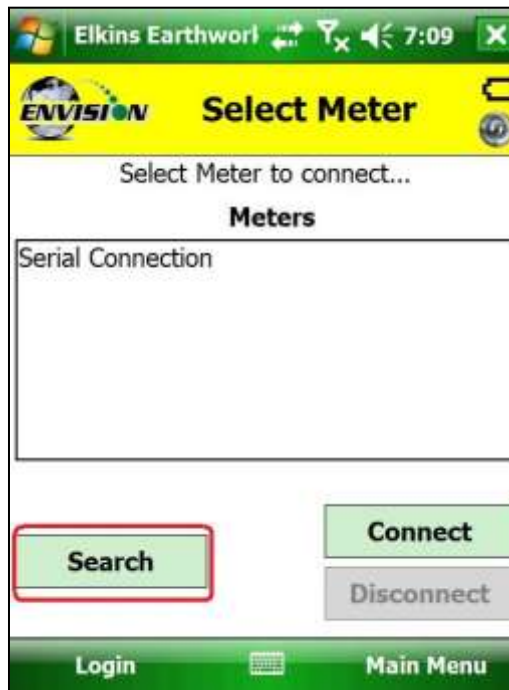 Elkins Earthworl 7:09
ENVISION Select Meter
Select Meter to connect...
Meters
Serial Connection
Connect
Search
Disconnect
Login Main Menu